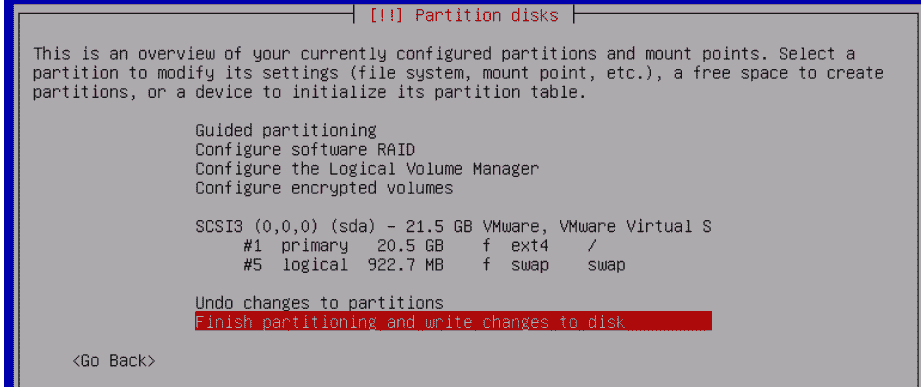 [!!] Partition disks
This is an overview of your currently configured partitions and mount points. Select a
partition to modify its settings (file system, mount point, etc.), a free space to create
partitions, or a device to initialize its partition table.
Guided partitioning
Configure software RAID
Configure the Logical Volume Manager
Configure encrypted volumes
SCSI3 (0,0,0) (sda) - 21.5 GB VMware, VMware Virtual S
#1 primary 20.5 GB f ext4 /
#5 logical 922.7 MB f swap swap
Undo changes to partitions
Finish partitioning and write changes to disk
<Go Back>